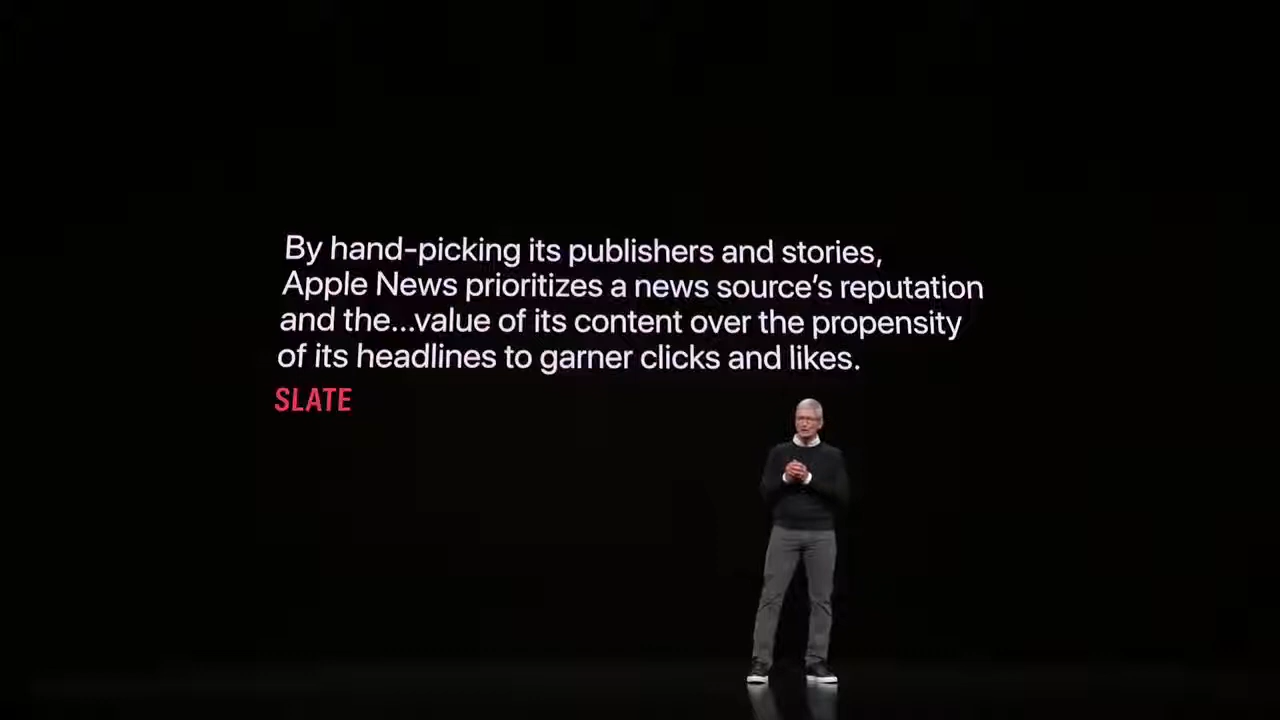 By hand-picking its publishers and stories,
Apple News prioritizes a news source's reputation
and the...value of its content over the propensity
of its headlines to garner clicks and likes.
SLATE